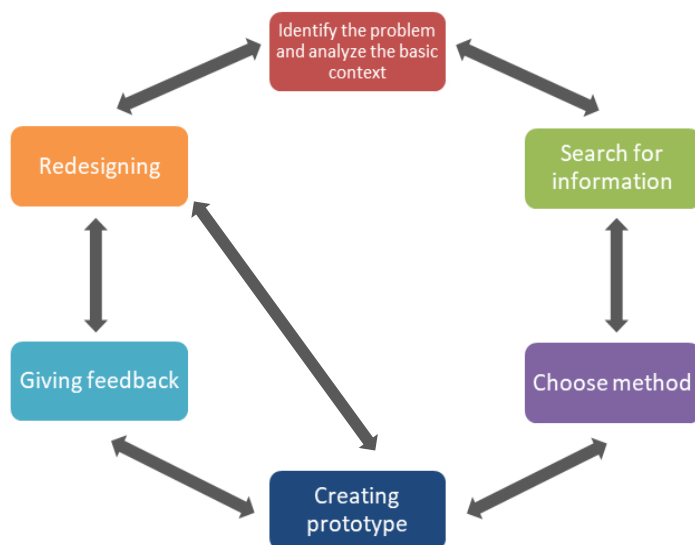 Identify the problem
and analyze the basic
context
Redesigning
Search for
information
Giving feedback
Choose method
Creating
prototype